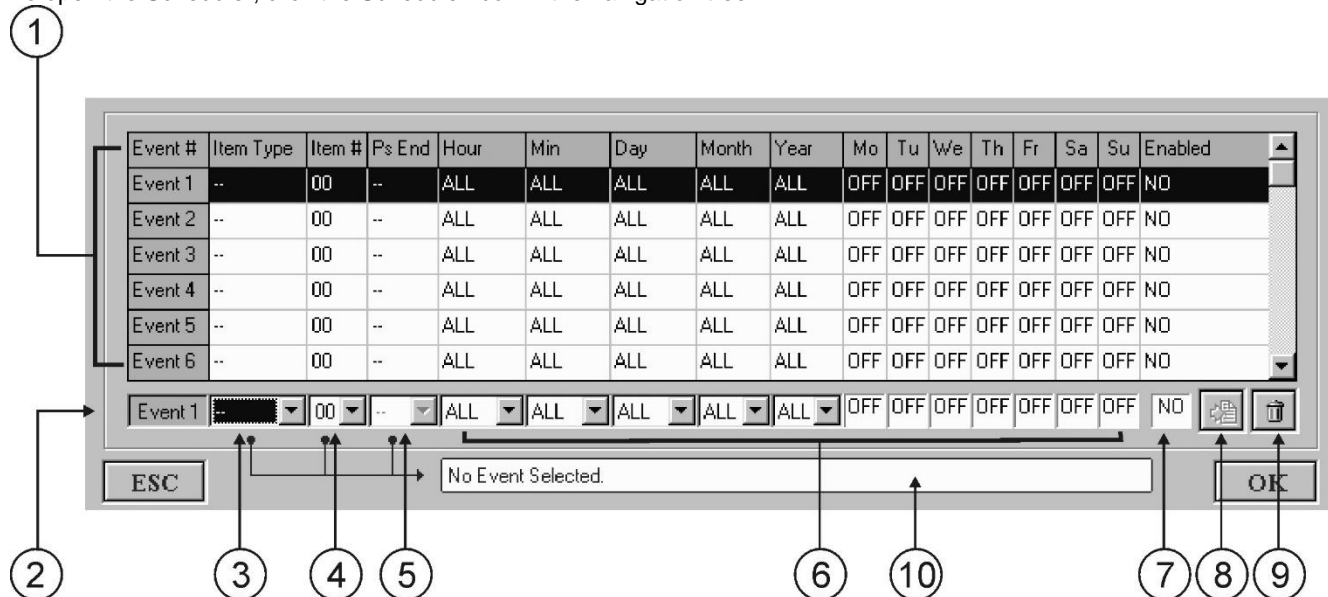 1
Event # Item Type Item # Ps End Hour Min Day Month Year Mo Tu We Th Fr Sa Su Enabled
Event 1 -- 00 -- ALL ALL ALL ALL ALL OFF OFF OFF OFF OFF OFF OFF NO
Event 2 -- 00 -- ALL ALL ALL ALL ALL OFF OFF OFF OFF OFF OFF OFF NO
Event 3 -- 00 -- ALL ALL ALL ALL ALL OFF OFF OFF OFF OFF OFF OFF NO
Event 4 -- 00 -- ALL ALL ALL ALL ALL OFF OFF OFF OFF OFF OFF OFF NO
Event 5 -- 00 -- ALL ALL ALL ALL ALL OFF OFF OFF OFF OFF OFF OFF NO
Event 6 -- 00 -- ALL ALL ALL ALL ALL OFF OFF OFF OFF OFF OFF OFF NO
Event 1 -- 00 -- ALL ALL ALL ALL ALL OFF OFF OFF OFF OFF OFF OFF NO
ESC No Event Selected. OK
2 3 4 5 6 10 7 8 9